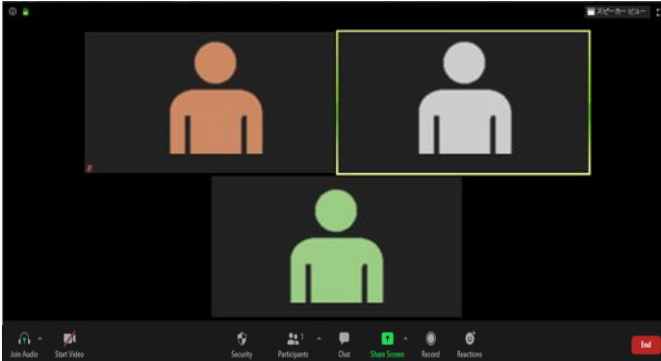 スピーカー ビュー
Join Audio
Start Video
Security
Participants
1
Chat
Share Screen
Record
Reactions
End